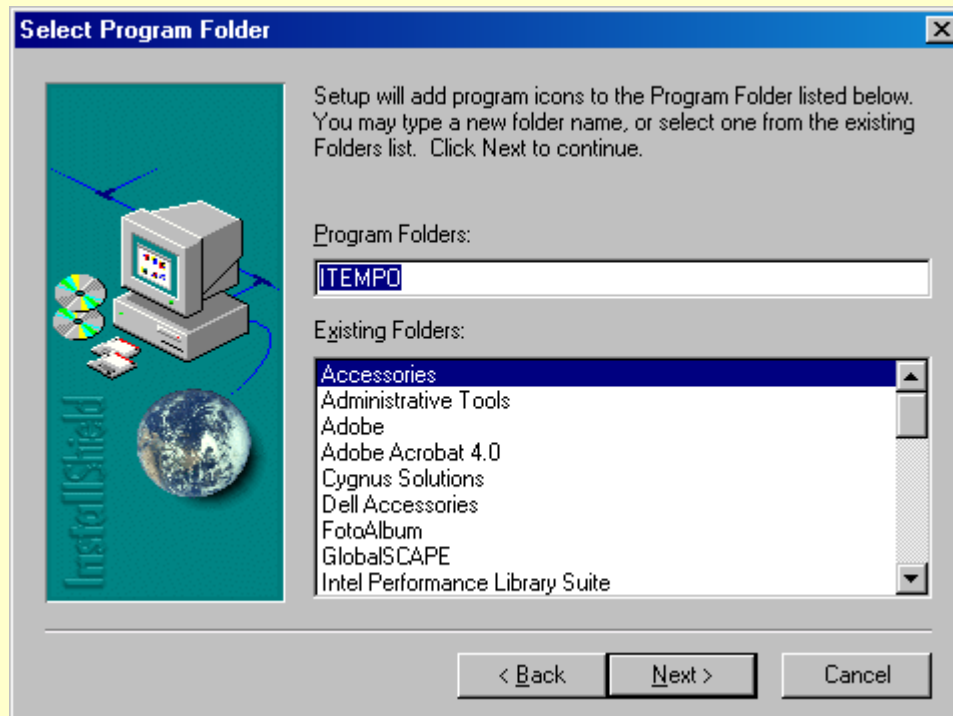 Select Program Folder
Setup will add program icons to the Program Folder listed below.
You may type a new folder name, or select one from the existing
Folders list.  Click Next to continue.
Program Folders:
ITEMPO
Existing Folders:
Accessories
Administrative Tools
Adobe
Adobe Acrobat 4.0
Cygnus Solutions
Dell Accessories
FotoAlbum
GlobalSCAPE
Intel Performance Library Suite
InstallShield
< Back
Next >
Cancel